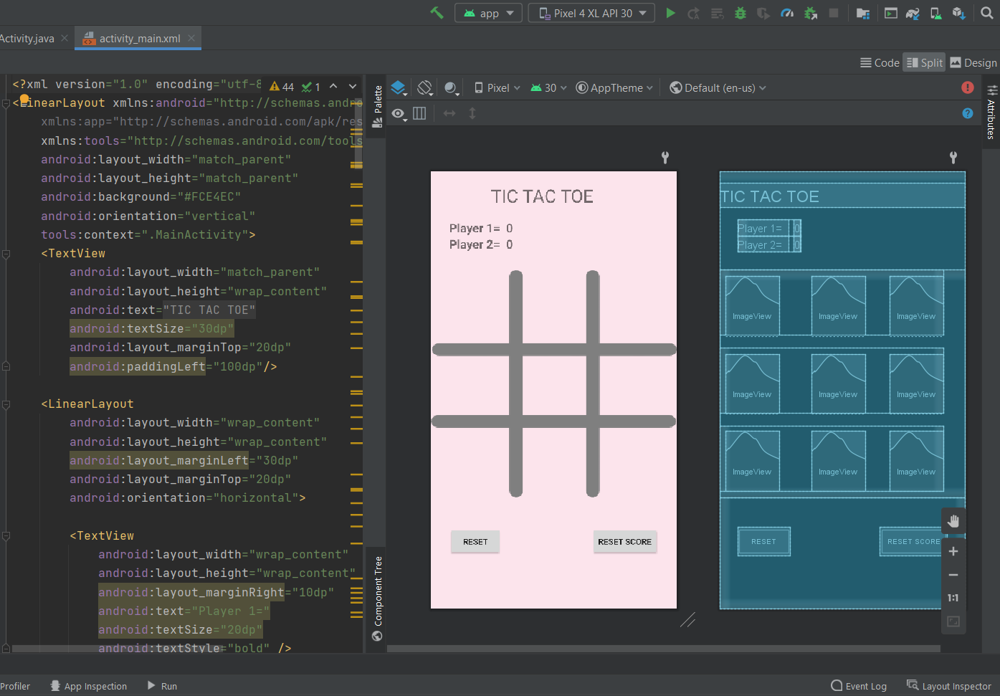 app
Pixel 4 XL API 30
Activity.java
activity_main.xml
Code
Split
Design
<?xml version="1.0" encoding="utf-8
44
1
<LinearLayout xmlns:android="http://schemas.andro
xmlns:app="http://schemas.android.com/apk/res
xmlns:tools="http://schemas.android.com/tools
android:layout_width="match_parent"
android:layout_height="match_parent"
android:background="#FCE4EC"
android:orientation="vertical"
tools:context=".MainActivity">
<TextView
android:layout_width="match_parent"
android:layout_height="wrap_content"
android:text="TIC TAC TOE"
android:textSize="30dp"
android:layout_marginTop="20dp"
android:paddingLeft="100dp"/>
<LinearLayout
android:layout_width="wrap_content"
android:layout_height="wrap_content"
android:layout_marginLeft="30dp"
android:layout_marginTop="20dp"
android:orientation="horizontal">
<TextView
android:layout_width="wrap_content"
android:layout_height="wrap_content"
android:layout_marginRight="10dp"
android:text="Player 1="
android:textSize="20dp"
android:textStyle="bold" />
Palette
Component Tree
Pixel
30
AppTheme
Default (en-us)
Attributes
TIC TAC TOE
Player 1= 0
Player 2= 0
RESET
RESET SCORE
TIC TAC TOE
Player 1= 0
Player 2= 0
ImageView
ImageView
ImageView
ImageView
ImageView
ImageView
ImageView
ImageView
ImageView
RESET
RESET SCORE
1:1
Profiler
App Inspection
Run
Event Log
Layout Inspector